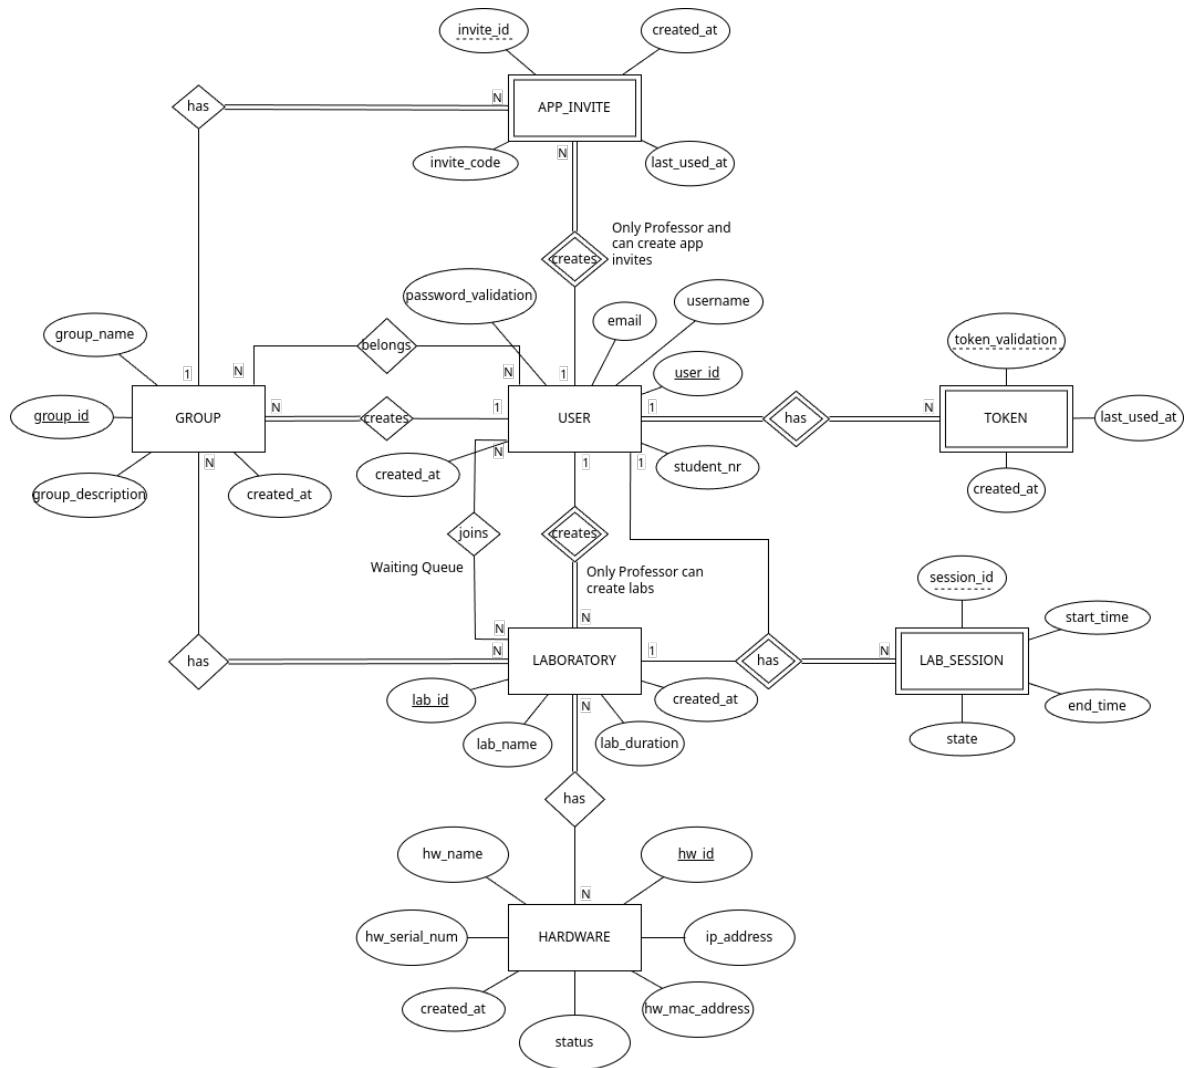 invite_id
created_at
has
N
APP_INVITE
N
invite_code
last_used_at
Only Professor and
can create app
invites
creates
password_validation
username
email
group_name
belongs
token_validation
1
N
N
1
user_id
group_id
GROUP
N
creates
1
USER
1
has
N
TOKEN
last_used_at
created_at
N
1
1
student_nr
N
group_description
created_at
created_at
joins
creates
Waiting Queue
Only Professor can
create labs
session_id
start_time
N
N
has
N
LABORATORY
1
has
N
LAB_SESSION
lab_id
created_at
end_time
N
lab_name
lab_duration
state
has
hw_name
hw_id
N
hw_serial_num
HARDWARE
ip_address
created_at
hw_mac_address
status